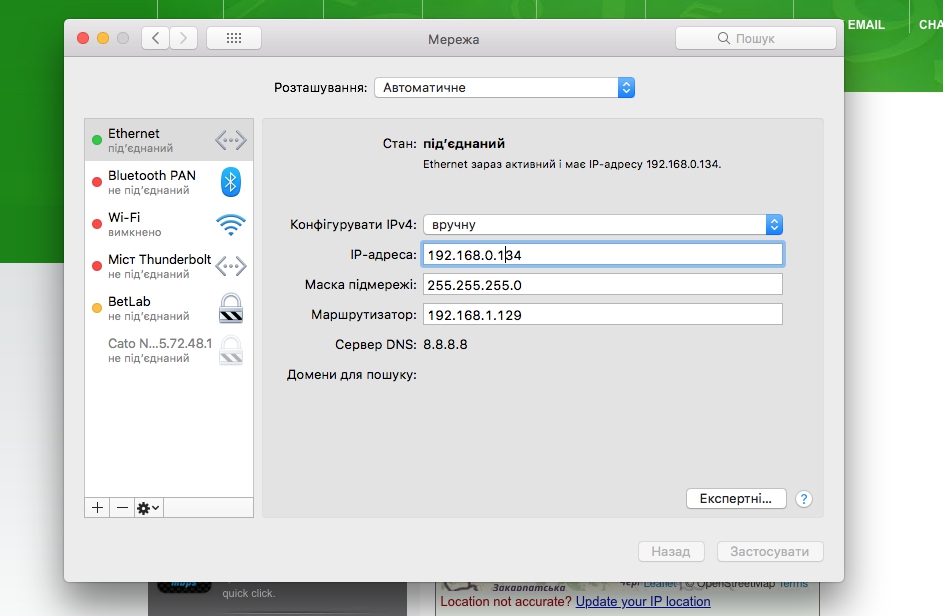 EMAIL
CHA
Мережа
Пошук
Розташування: Автоматичне
Ethernet
під’єднаний
Bluetooth PAN
не під’єднаний
Wi-Fi
вимкнено
Міст Thunderbolt
не під’єднаний
BetLab
не під’єднаний
Cato N...5.72.48.1
не під’єднаний
Стан: під’єднаний
Ethernet зараз активний і має IP-адресу 192.168.0.134.
Конфігурувати IPv4: вручну
IP-адреса: 192.168.0.134
Маска підмережі: 255.255.255.0
Маршрутизатор: 192.168.1.129
Сервер DNS: 8.8.8.8
Домени для пошуку:
Експертні...
?
Назад
Застосувати
maps
quick click.
Закарпатська
Leaflet | © OpenStreetMap Terms
Location not accurate? Update your IP location